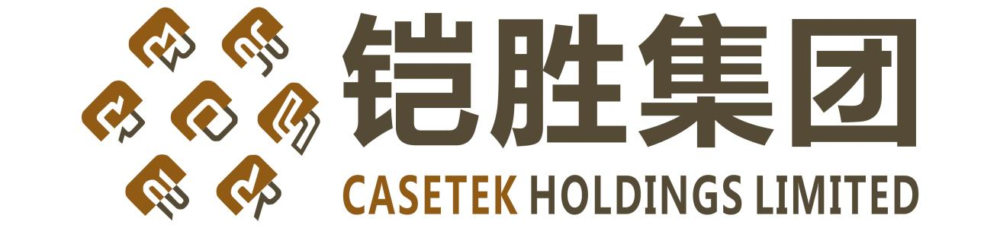 铠胜集团
CASETEK HOLDINGS LIMITED